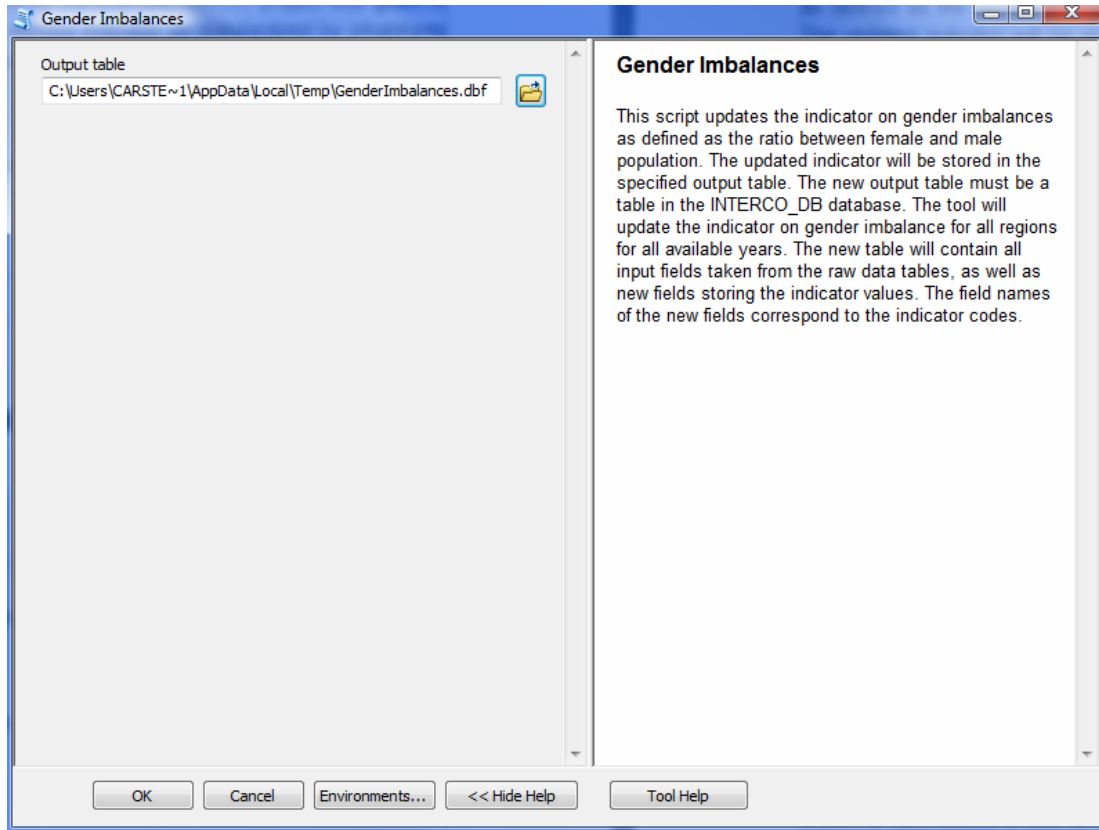 Gender Imbalances
Output table
C:\Users\CARSTE~1\AppData\Local\Temp\GenderImbalances.dbf
Gender Imbalances
This script updates the indicator on gender imbalances
as defined as the ratio between female and male
population. The updated indicator will be stored in the
specified output table. The new output table must be a
table in the INTERCO_DB database. The tool will
update the indicator on gender imbalance for all regions
for all available years. The new table will contain all
input fields taken from the raw data tables, as well as
new fields storing the indicator values. The field names
of the new fields correspond to the indicator codes.
OK
Cancel
Environments...
<< Hide Help
Tool Help